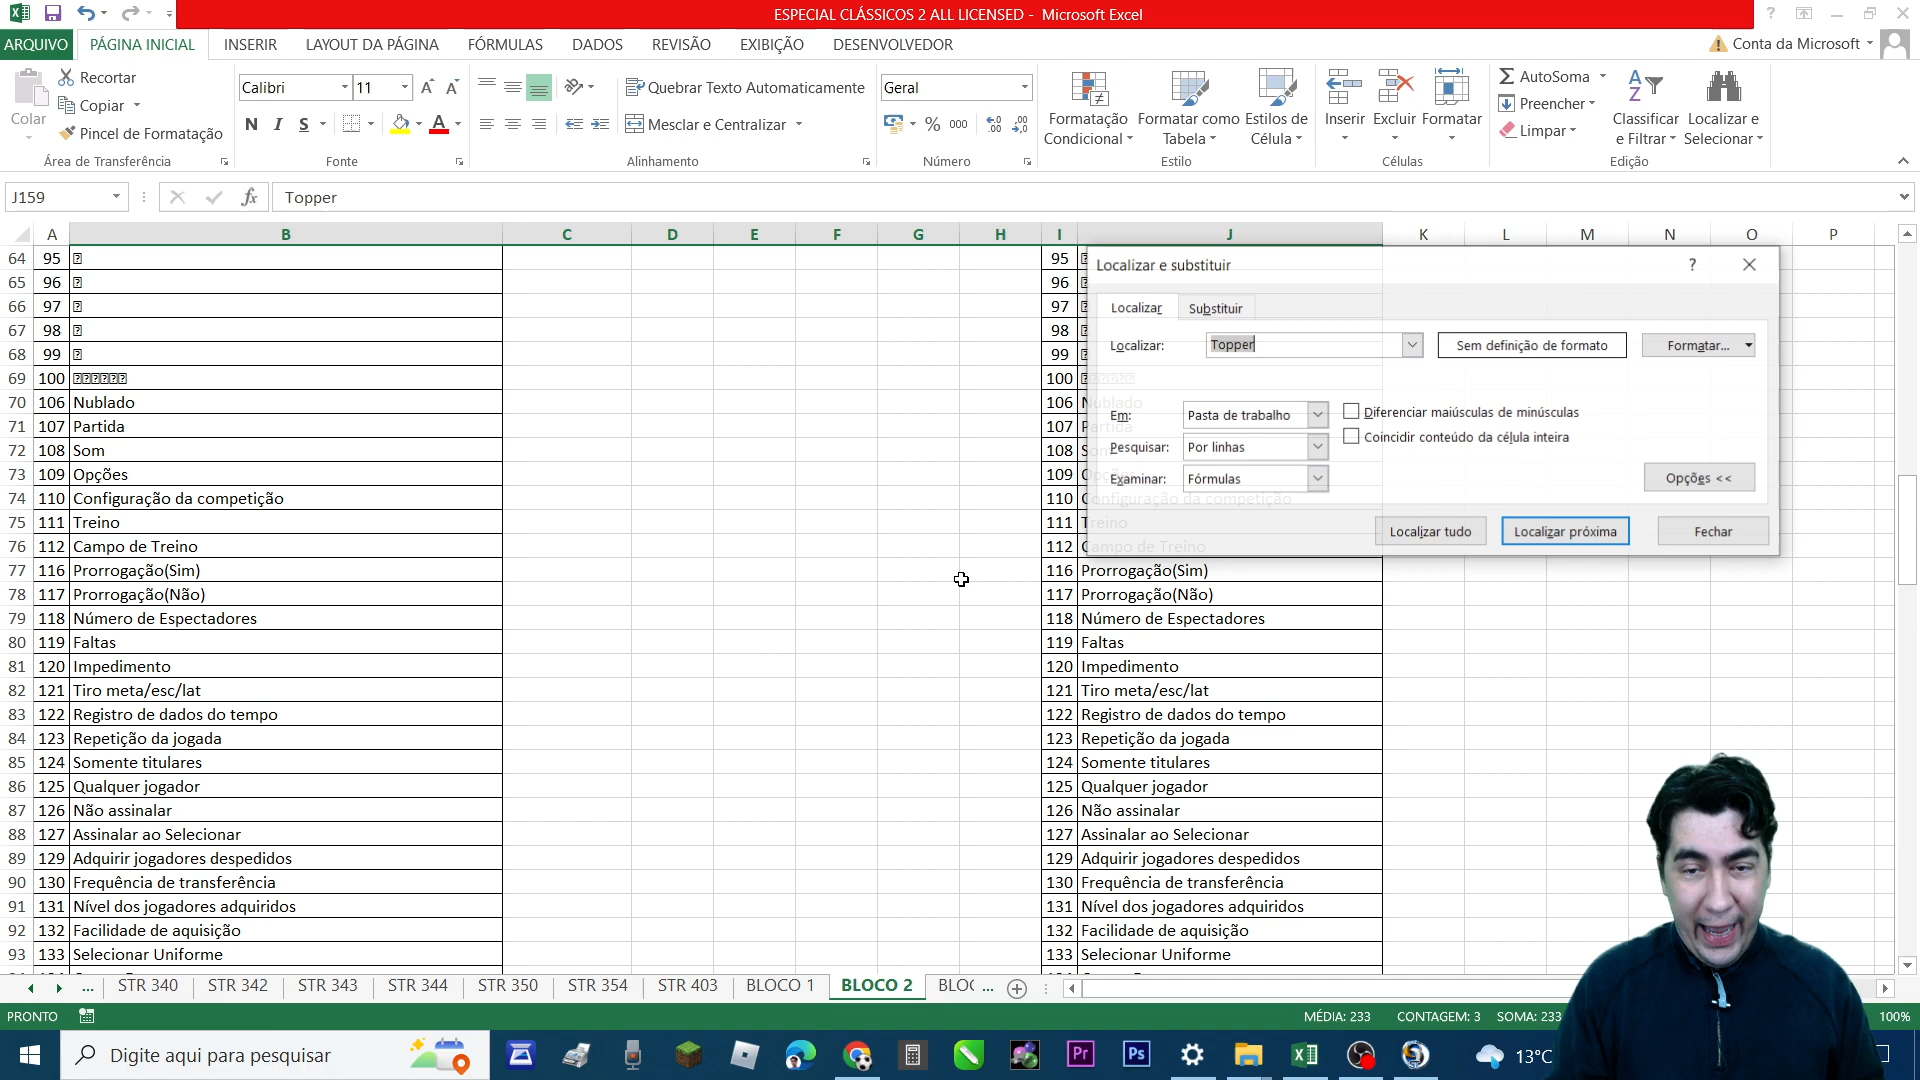 ESPECIAL CLÁSSICOS 2 ALL LICENSED - Microsoft Excel
ARQUIVO PÁGINA INICIAL INSERIR LAYOUT DA PÁGINA FÓRMULAS DADOS REVISÃO EXIBIÇÃO DESENVOLVEDOR Conta da Microsoft
Colar
Recortar
Copiar
Pincel de Formatação
Área de Transferência
Calibri 11
N I S
Fonte
Quebrar Texto Automaticamente
Mesclar e Centralizar
Alinhamento
Geral
% 000
Número
Formatação Condicional
Formatar como Tabela
Estilos de Célula
Estilo
Inserir Excluir Formatar
Células
AutoSoma
Preencher
Limpar
Classificar e Filtrar
Localizar e Selecionar
Edição
J159 fx Topper
A B C D E F G H I J K L M N O P
64 95 95
65 96 96
66 97 97
67 98 98
68 99 99
69 100 100
70 106 Nublado 106 Nublado
71 107 Partida 107 Partida
72 108 Som 108
73 109 Opções 109
74 110 Configuração da competição 110 Configuração da competição
75 111 Treino 111 Treino
76 112 Campo de Treino 112 Campo de Treino
77 116 Prorrogação(Sim) 116 Prorrogação(Sim)
78 117 Prorrogação(Não) 117 Prorrogação(Não)
79 118 Número de Espectadores 118 Número de Espectadores
80 119 Faltas 119 Faltas
81 120 Impedimento 120 Impedimento
82 121 Tiro meta/esc/lat 121 Tiro meta/esc/lat
83 122 Registro de dados do tempo 122 Registro de dados do tempo
84 123 Repetição da jogada 123 Repetição da jogada
85 124 Somente titulares 124 Somente titulares
86 125 Qualquer jogador 125 Qualquer jogador
87 126 Não assinalar 126 Não assinalar
88 127 Assinalar ao Selecionar 127 Assinalar ao Selecionar
89 129 Adquirir jogadores despedidos 129 Adquirir jogadores despedidos
90 130 Frequência de transferência 130 Frequência de transferência
91 131 Nível dos jogadores adquiridos 131 Nível dos jogadores adquiridos
92 132 Facilidade de aquisição 132 Facilidade de aquisição
93 133 Selecionar Uniforme 133 Selecionar Uniforme
Localizar e substituir ?
Localizar Substituir
Localizar: Topper Sem definição de formato Formatar...
Em: Pasta de trabalho Diferenciar maiúsculas de minúsculas
Pesquisar: Por linhas Coincidir conteúdo da célula inteira
Examinar: Fórmulas Opções <<
Localizar tudo Localizar próxima Fechar
... STR 340 STR 342 STR 343 STR 344 STR 350 STR 354 STR 403 BLOCO 1 BLOCO 2 BLOC ...
PRONTO MÉDIA: 233 CONTAGEM: 3 SOMA: 233 100%
Digite aqui para pesquisar Pr Ps 13°C